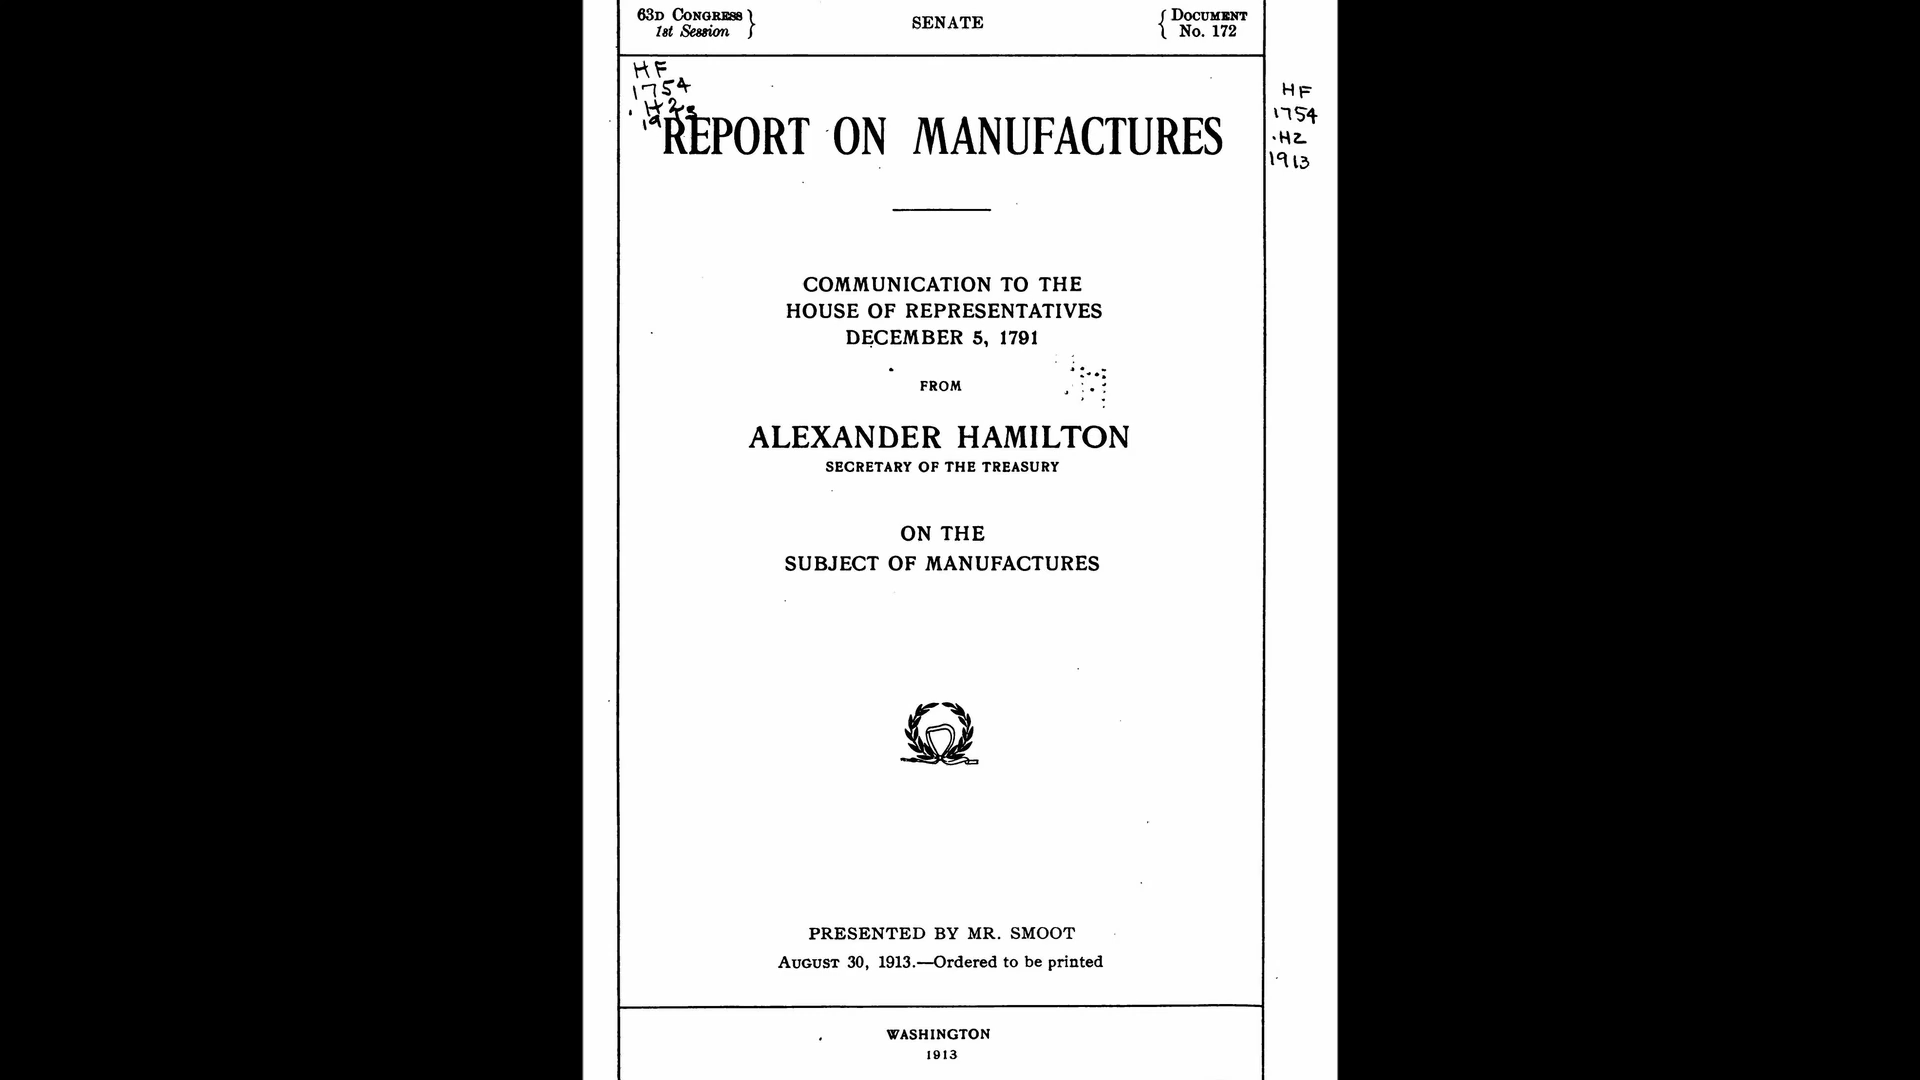 63D CONGRESS
1st Session
SENATE
DOCUMENT
No. 172
HF
1754
.H23
19
HF
1754
.H2
1913
REPORT ON MANUFACTURES
COMMUNICATION TO THE
HOUSE OF REPRESENTATIVES
DECEMBER 5, 1791
FROM
ALEXANDER HAMILTON
SECRETARY OF THE TREASURY
ON THE
SUBJECT OF MANUFACTURES
PRESENTED BY MR. SMOOT
AUGUST 30, 1913.—Ordered to be printed
WASHINGTON
1913